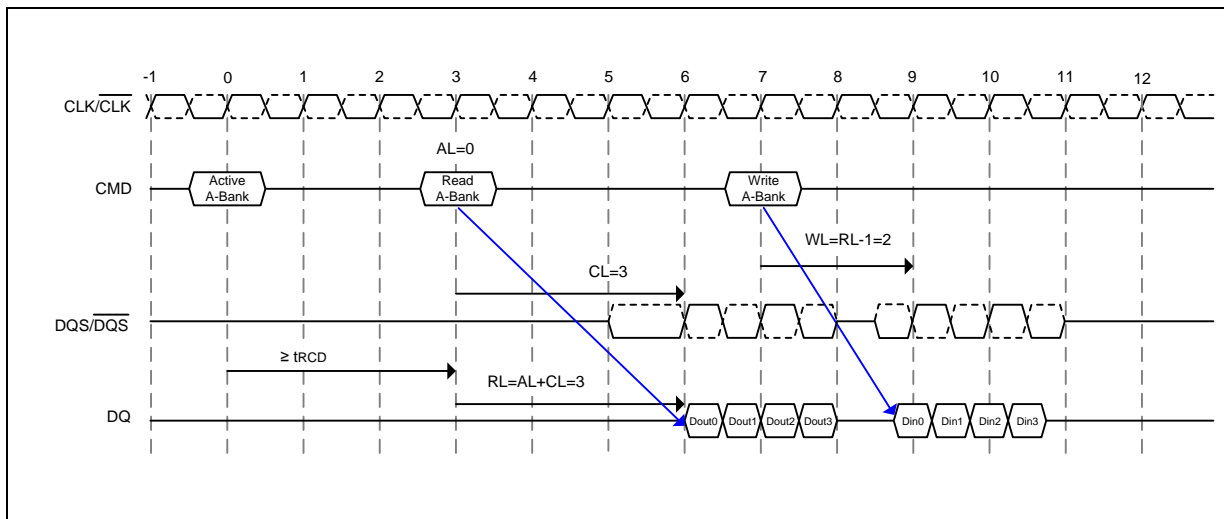 -1 0 1 2 3 4 5 6 7 8 9 10 11 12
CLK/CLK
AL=0
CMD
Active
A-Bank
Read
A-Bank
Write
A-Bank
WL=RL-1=2
CL=3
DQS/DQS
≥ tRCD
RL=AL+CL=3
DQ
Dout0 Dout1 Dout2 Dout3 Din0 Din1 Din2 Din3